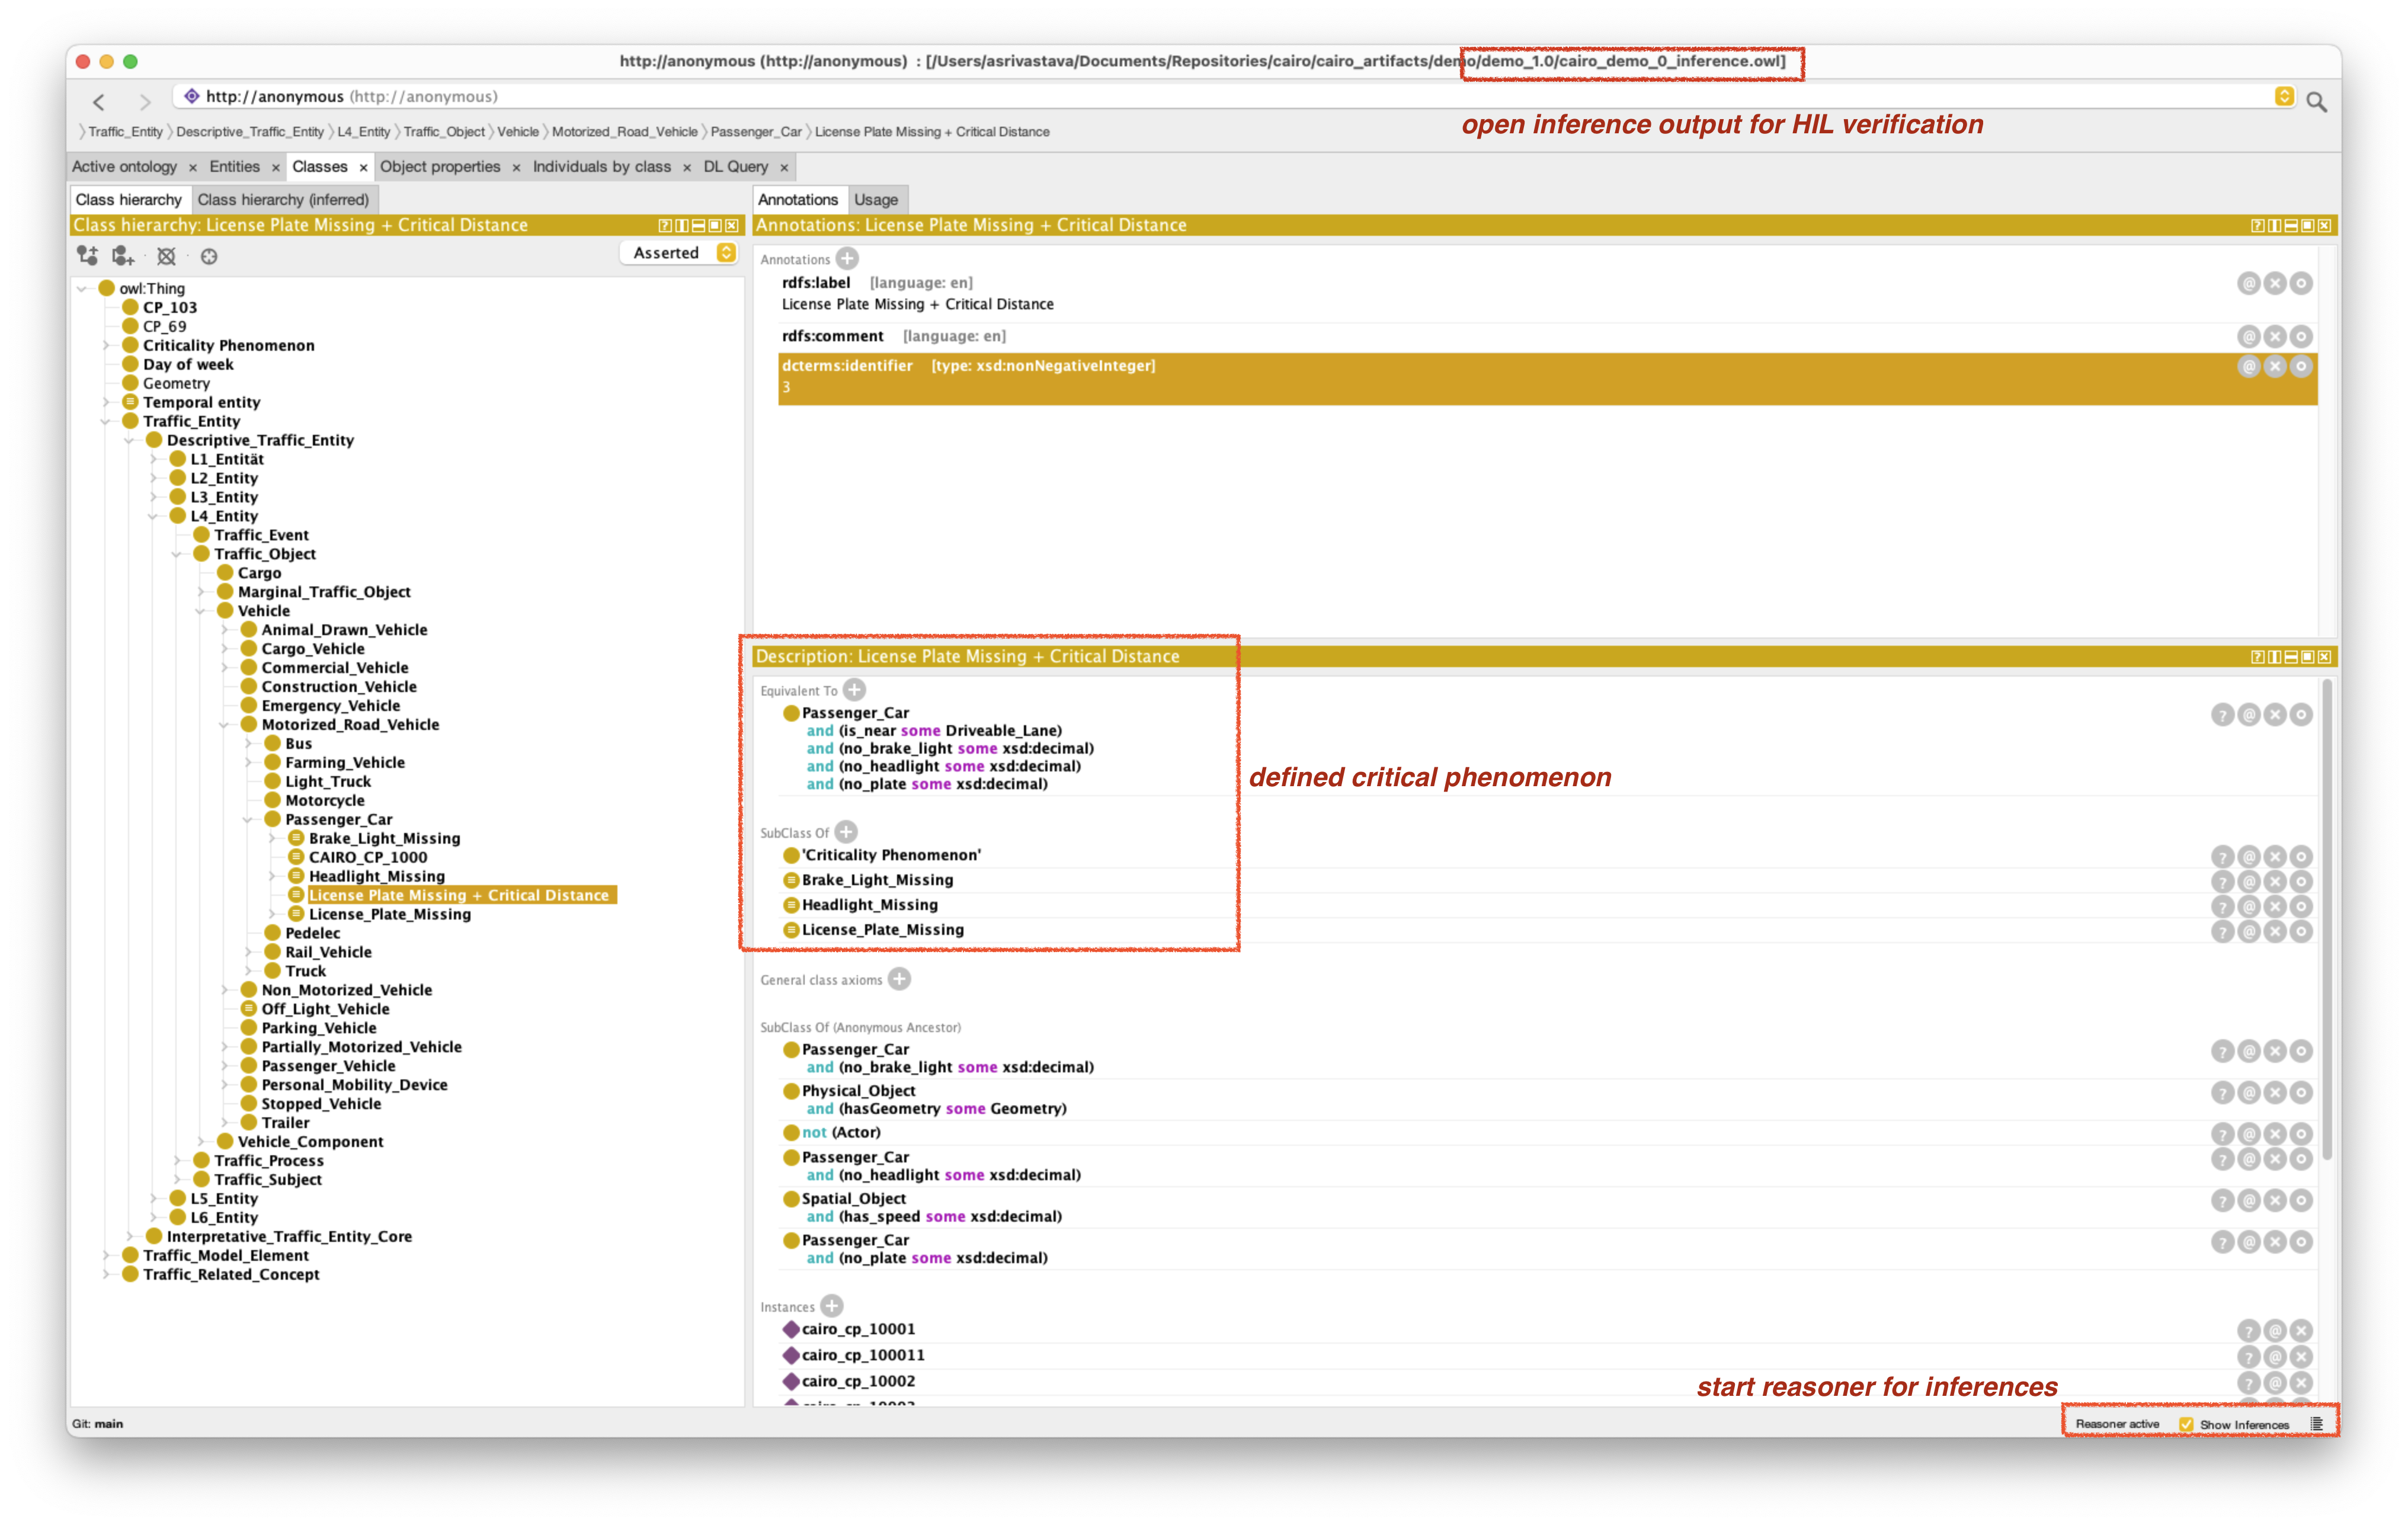 http://anonymous (http://anonymous) : [/Users/asrivastava/Documents/Repositories/cairo/cairo_artifacts/demo/demo_1.0/cairo_demo_0_inference.owl]
http://anonymous (http://anonymous)
Traffic_Entity Descriptive_Traffic_Entity L4_Entity Traffic_Object Vehicle Motorized_Road_Vehicle Passenger_Car License Plate Missing + Critical Distance
open inference output for HIL verification
Active ontology × Entities × Classes × Object properties × Individuals by class × DL Query ×
Class hierarchy Class hierarchy (inferred)
Class hierarchy: License Plate Missing + Critical Distance
Asserted
owl:Thing
CP_103
CP_69
Criticality Phenomenon
Day of week
Geometry
Temporal entity
Traffic_Entity
Descriptive_Traffic_Entity
L1_Entität
L2_Entity
L3_Entity
L4_Entity
Traffic_Event
Traffic_Object
Cargo
Marginal_Traffic_Object
Vehicle
Animal_Drawn_Vehicle
Cargo_Vehicle
Commercial_Vehicle
Construction_Vehicle
Emergency_Vehicle
Motorized_Road_Vehicle
Bus
Farming_Vehicle
Light_Truck
Motorcycle
Passenger_Car
Brake_Light_Missing
CAIRO_CP_1000
Headlight_Missing
License Plate Missing + Critical Distance
License_Plate_Missing
Pedelec
Rail_Vehicle
Truck
Non_Motorized_Vehicle
Off_Light_Vehicle
Parking_Vehicle
Partially_Motorized_Vehicle
Passenger_Vehicle
Personal_Mobility_Device
Stopped_Vehicle
Trailer
Vehicle_Component
Traffic_Process
Traffic_Subject
L5_Entity
L6_Entity
Interpretative_Traffic_Entity_Core
Traffic_Model_Element
Traffic_Related_Concept
Annotations Usage
Annotations: License Plate Missing + Critical Distance
Annotations
rdfs:label [language: en]
License Plate Missing + Critical Distance
rdfs:comment [language: en]
dcterms:identifier [type: xsd:nonNegativeInteger]
3
Description: License Plate Missing + Critical Distance
Equivalent To
Passenger_Car
and (is_near some Driveable_Lane)
and (no_brake_light some xsd:decimal)
and (no_headlight some xsd:decimal)
and (no_plate some xsd:decimal)
defined critical phenomenon
SubClass Of
'Criticality Phenomenon'
Brake_Light_Missing
Headlight_Missing
License_Plate_Missing
General class axioms
SubClass Of (Anonymous Ancestor)
Passenger_Car
and (no_brake_light some xsd:decimal)
Physical_Object
and (hasGeometry some Geometry)
not (Actor)
Passenger_Car
and (no_headlight some xsd:decimal)
Spatial_Object
and (has_speed some xsd:decimal)
Passenger_Car
and (no_plate some xsd:decimal)
Instances
cairo_cp_10001
cairo_cp_100011
cairo_cp_10002
start reasoner for inferences
Git: main
Reasoner active Show Inferences